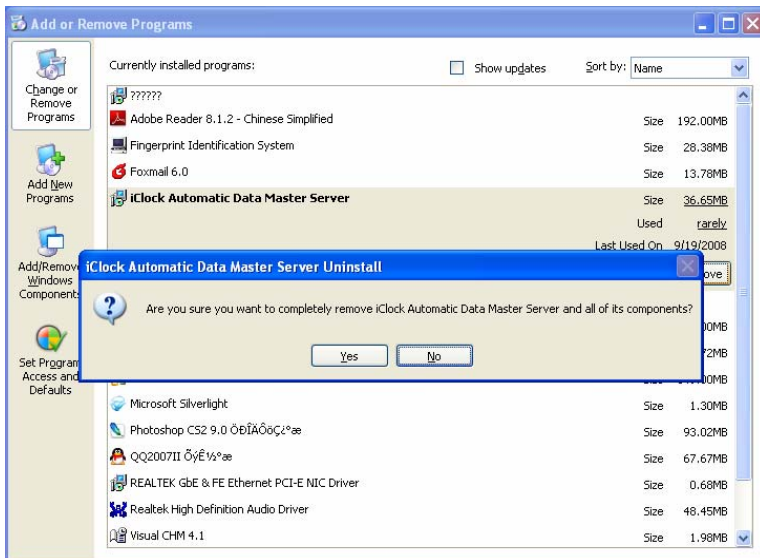 Add or Remove Programs
Change or
Remove
Programs
Add New
Programs
Add/Remov
Windows
Component
Set Program
Access and
Defaults
Currently installed programs:
Show updates
Sort by: Name
??????
Adobe Reader 8.1.2 - Chinese Simplified Size 192.00MB
Fingerprint Identification System Size 28.38MB
Foxmail 6.0 Size 13.78MB
iClock Automatic Data Master Server Size 36.65MB
Used rarely
Last Used On 9/19/2008
ove
iClock Automatic Data Master Server Uninstall
Are you sure you want to completely remove iClock Automatic Data Master Server and all of its components?
Yes No
Microsoft Silverlight Size 1.30MB
Photoshop CS2 9.0 ÖÐÎÄÔöÇ¿°æ Size 93.02MB
QQ2007II ÕýÊ½°æ Size 67.67MB
REALTEK GbE & FE Ethernet PCI-E NIC Driver Size 0.68MB
Realtek High Definition Audio Driver Size 48.45MB
Visual CHM 4.1 Size 1.98MB